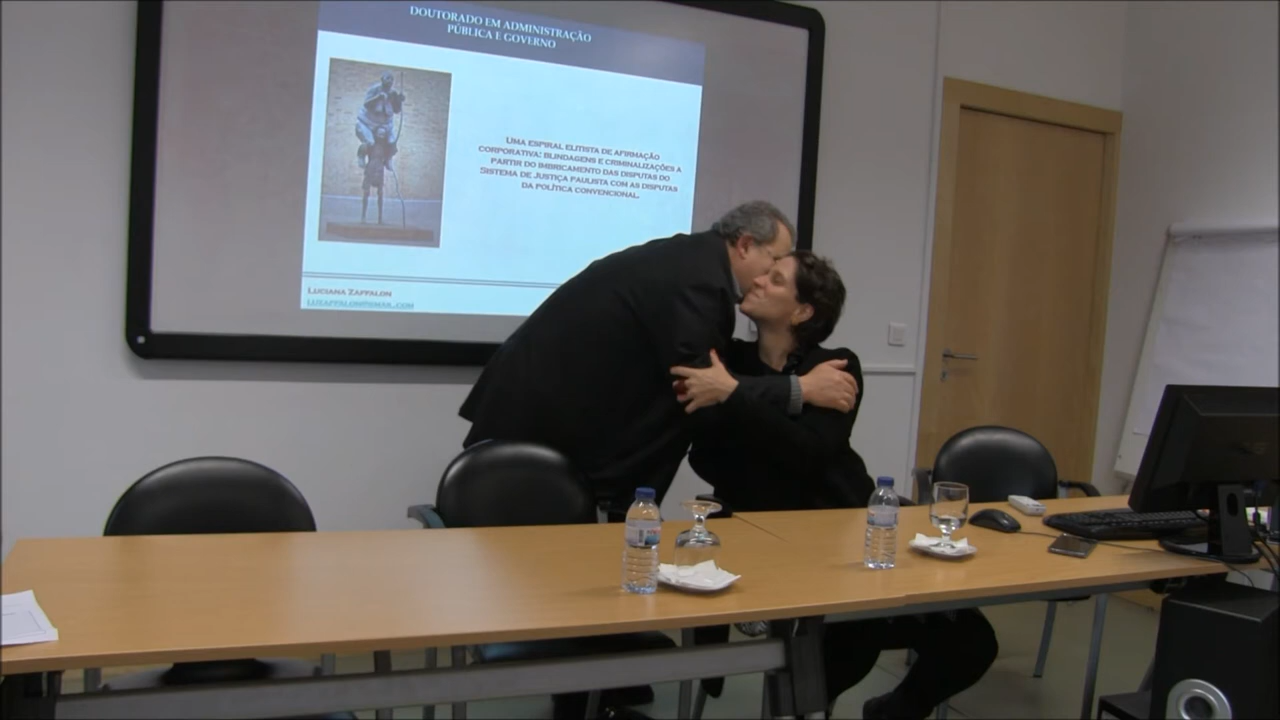 DOUTORADO EM ADMINISTRAÇÃO
PÚBLICA E GOVERNO
UMA ESPIRAL ELITISTA DE AFIRMAÇÃO
CORPORATIVA: BLINDAGENS E CRIMINALIZAÇÕES A
PARTIR DO IMBRICAMENTO DAS DISPUTAS DO
SISTEMA DE JUSTIÇA PAULISTA COM AS DISPUTAS
DA POLÍTICA CONVENCIONAL.
LUCIANA ZAFFALON